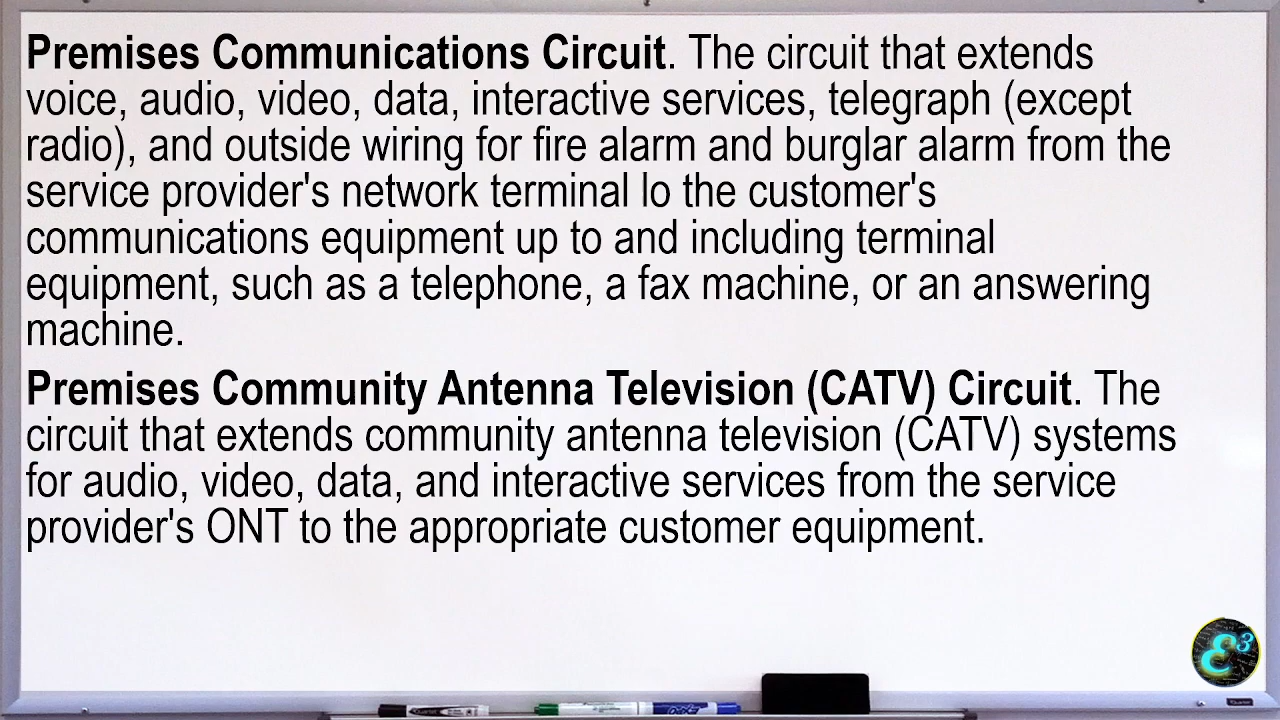 Premises Communications Circuit. The circuit that extends
voice, audio, video, data, interactive services, telegraph (except
radio), and outside wiring for fire alarm and burglar alarm from the
service provider's network terminal lo the customer's
communications equipment up to and including terminal
equipment, such as a telephone, a fax machine, or an answering
machine.
Premises Community Antenna Television (CATV) Circuit. The
circuit that extends community antenna television (CATV) systems
for audio, video, data, and interactive services from the service
provider's ONT to the appropriate customer equipment.
ε3